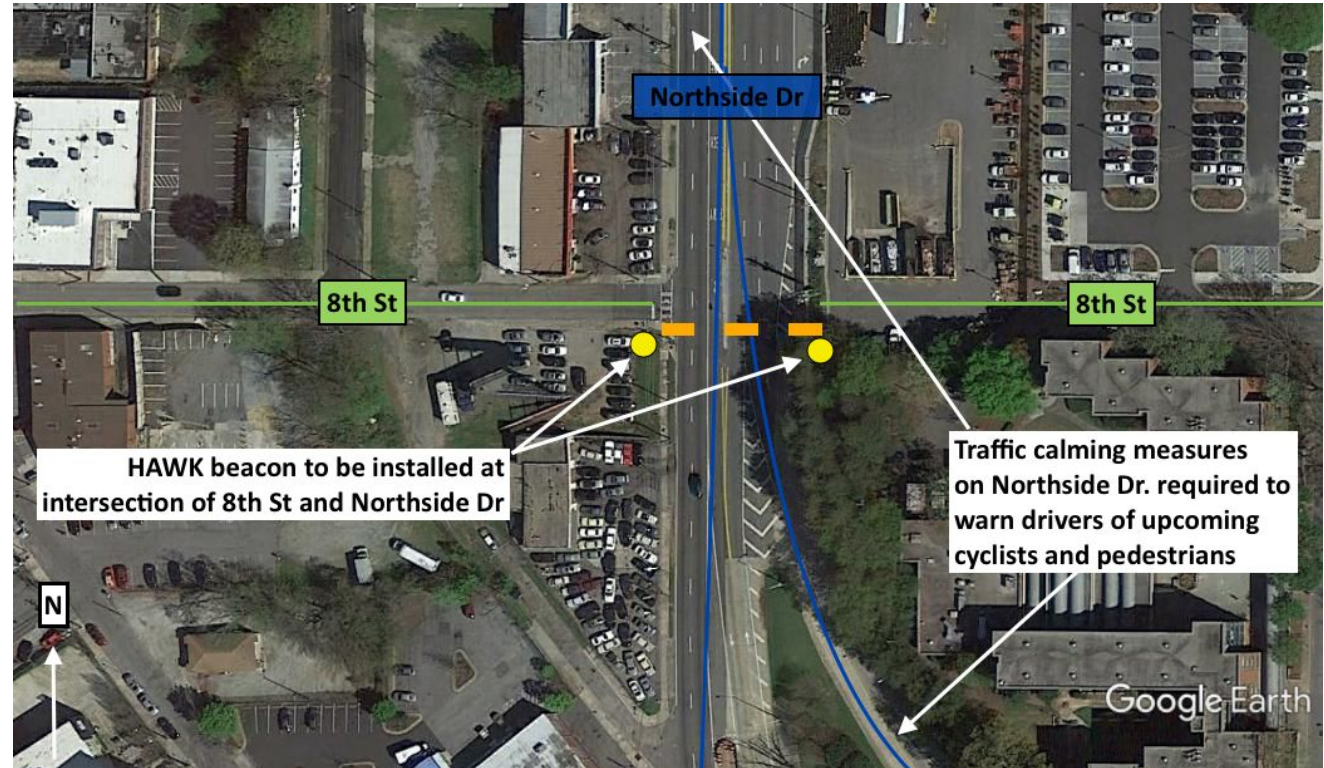 Northside Dr
8th St
8th St
HAWK beacon to be installed at
intersection of 8th St and Northside Dr
Traffic calming measures
on Northside Dr. required to
warn drivers of upcoming
cyclists and pedestrians
N
Google Earth